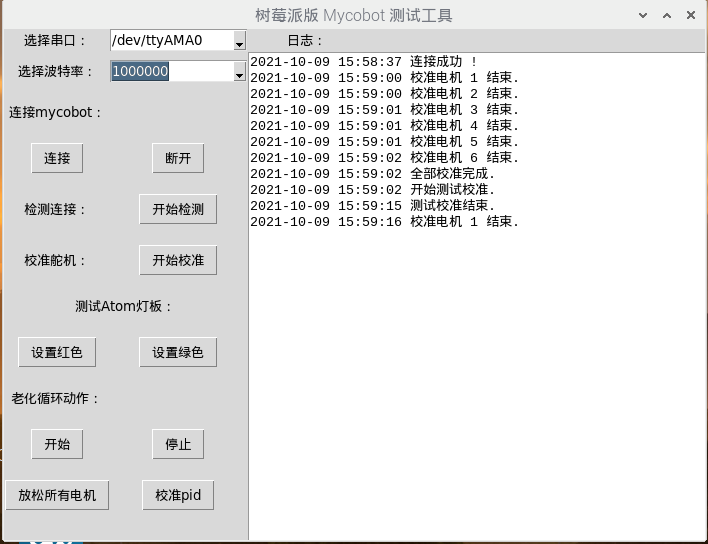 树莓派版 Mycobot 测试工具
选择串口： /dev/ttyAMA0
选择波特率： 1000000
连接mycobot：
连接 断开
检测连接： 开始检测
校准舵机： 开始校准
测试Atom灯板：
设置红色 设置绿色
老化循环动作：
开始 停止
放松所有电机 校准pid
日志：
2021-10-09 15:58:37 连接成功 !
2021-10-09 15:59:00 校准电机 1 结束.
2021-10-09 15:59:00 校准电机 2 结束.
2021-10-09 15:59:01 校准电机 3 结束.
2021-10-09 15:59:01 校准电机 4 结束.
2021-10-09 15:59:01 校准电机 5 结束.
2021-10-09 15:59:02 校准电机 6 结束.
2021-10-09 15:59:02 全部校准完成.
2021-10-09 15:59:02 开始测试校准.
2021-10-09 15:59:15 测试校准结束.
2021-10-09 15:59:16 校准电机 1 结束.